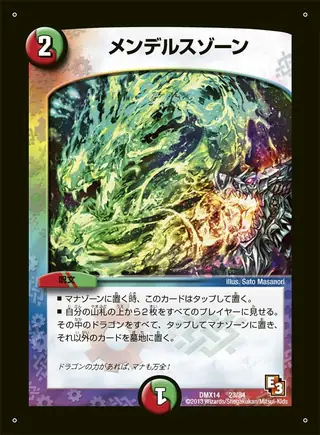 2
メンデルスゾーン
Illus. Sato Masanori
呪文
■ マナゾーンに置く時、このカードはタップして置く。
■ 自分の山札の上から2枚をすべてのプレイヤーに見せる。
その中のドラゴンをすべて、タップしてマナゾーンに置き、
それ以外のカードを墓地に置く。
ドラゴンの力があれば、マナも万全!
1
DMX14 23/84
©2013 Wizards/Shogakukan/Mitsui-Kids
E3